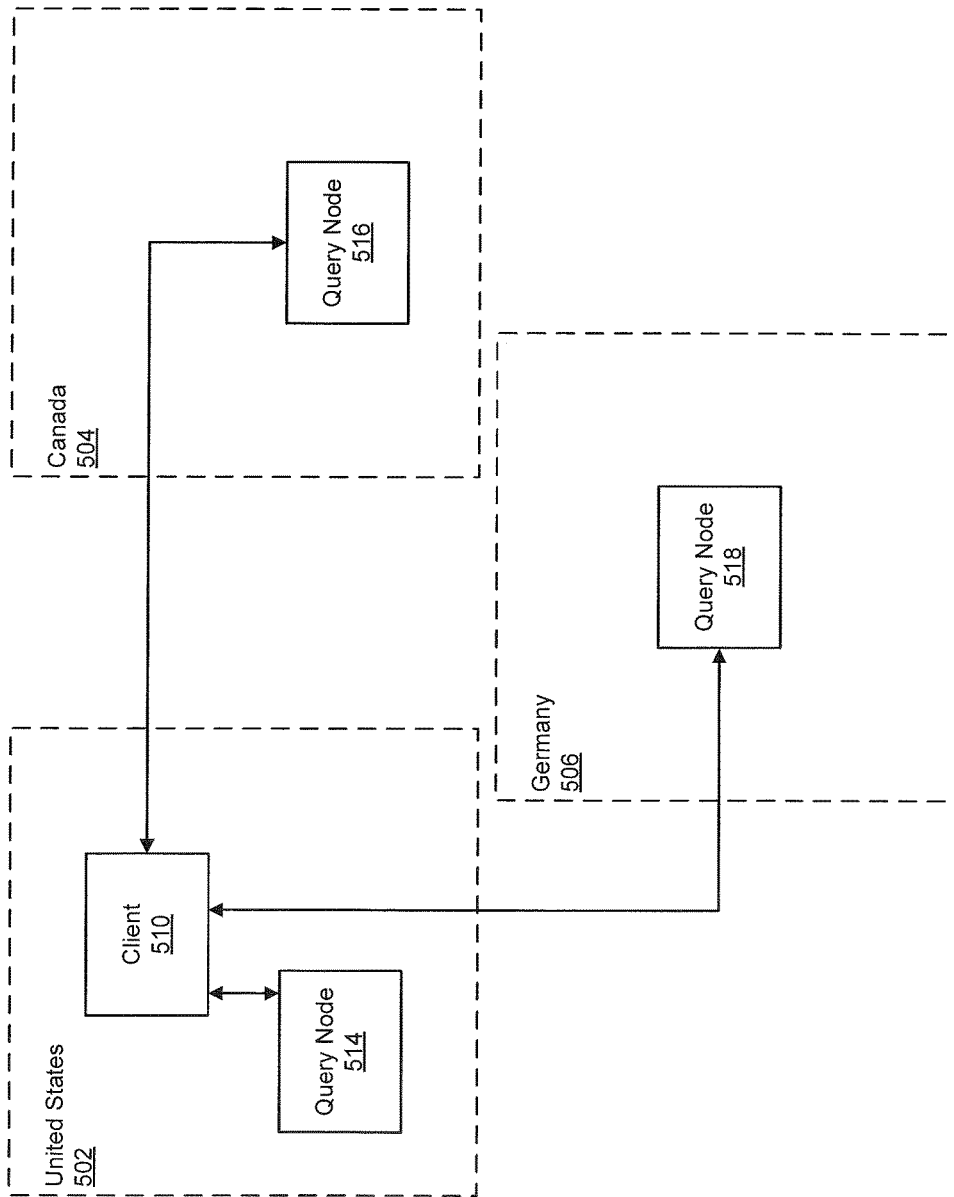 United States
502
Client
510
Query Node
514
Canada
504
Query Node
516
Germany
506
Query Node
518